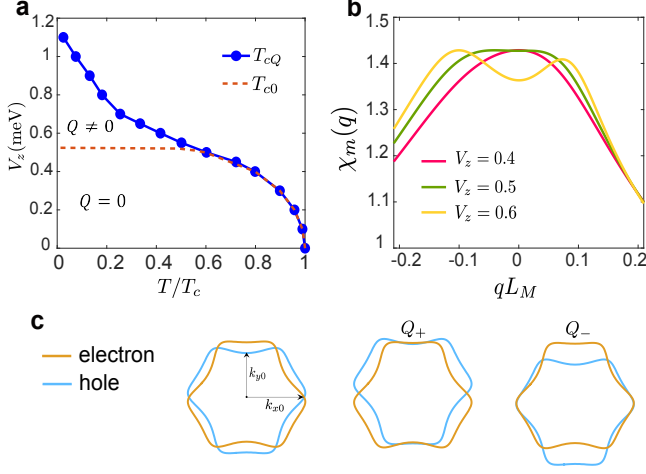 a
V_z(meV)
1.2
1
0.8
0.6
0.4
0.2
0
T_cQ
T_c0
Q ≠ 0
Q = 0
0 0.2 0.4 0.6 0.8 1
T/T_c
b
χ_m(q)
1.4
1.3
1.2
1.1
1
V_z = 0.4
V_z = 0.5
V_z = 0.6
-0.2 -0.1 0 0.1 0.2
qL_M
c
electron
hole
k_y0
k_x0
Q_+
Q_−